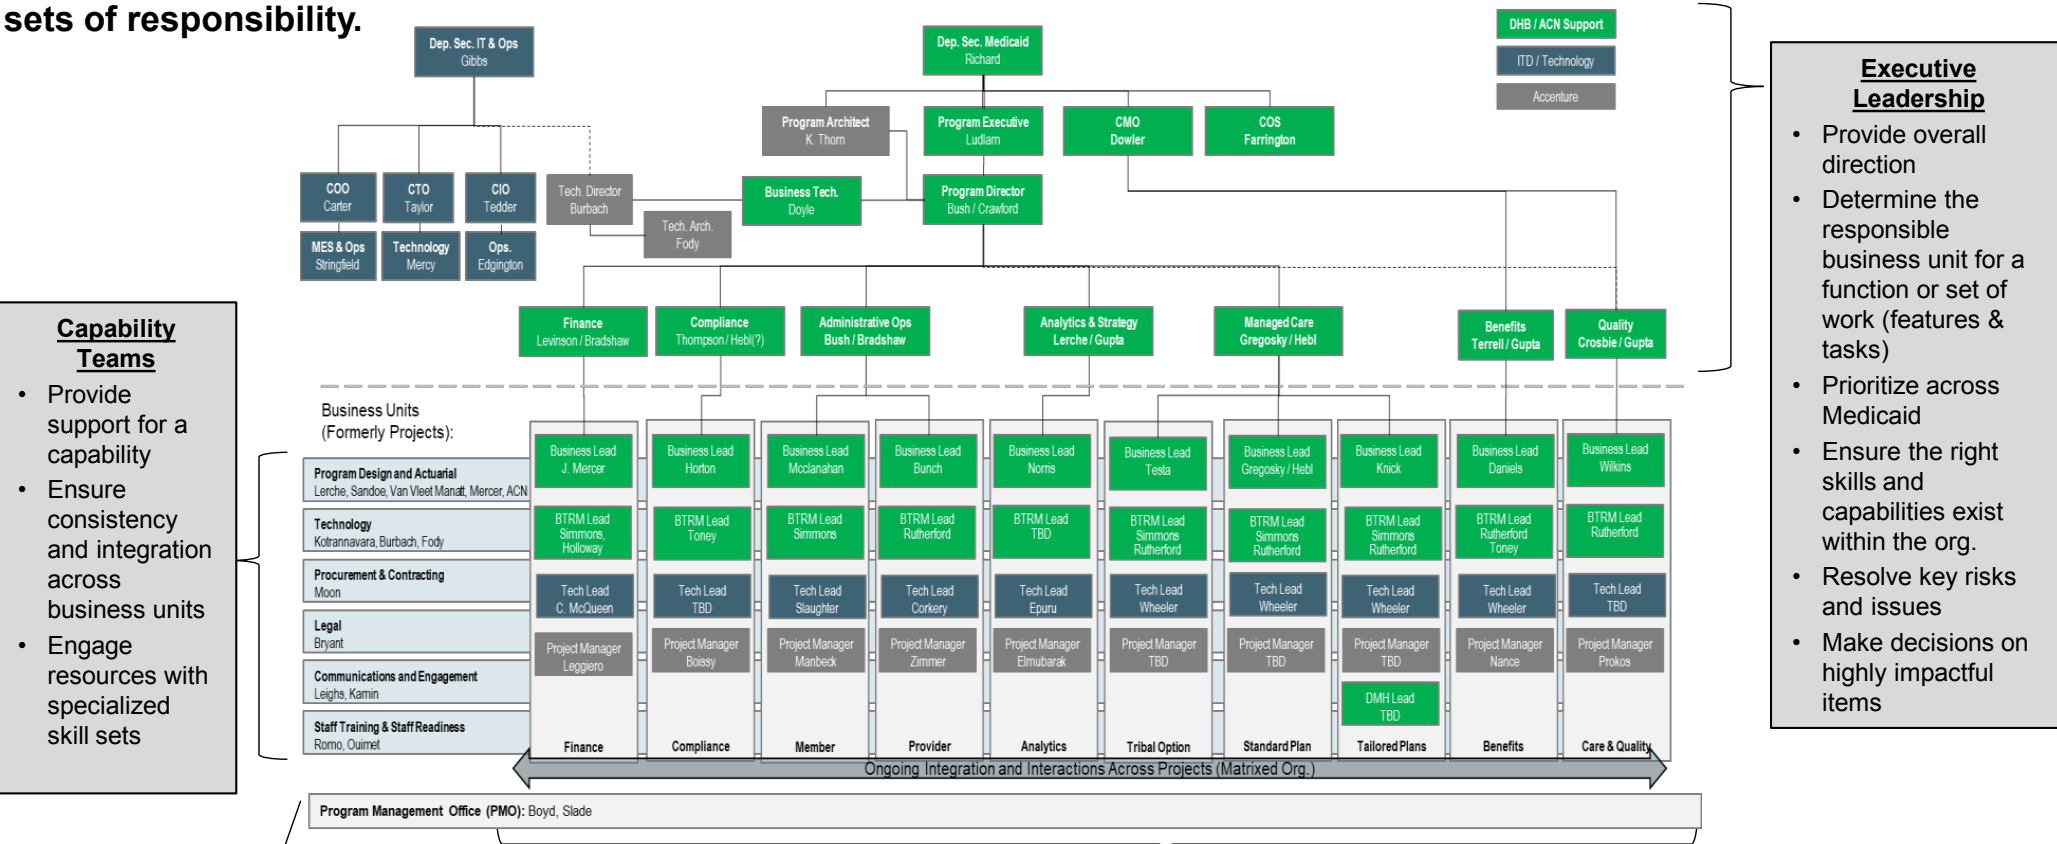 sets of responsibility.
Dep. Sec. IT & Ops
Gibbs
Dep. Sec. Medicaid
Richard
DHB / ACN Support
ITD / Technology
Accenture
Program Architect
K. Thorn
Program Executive
Ludlam
CMO
Dowler
COS
Farrington
COO
Carter
CTO
Taylor
CIO
Tedder
Tech. Director
Burbach
Business Tech.
Doyle
Program Director
Bush / Crawford
Tech. Arch.
Fody
MES & Ops
Stringfield
Technology
Mercy
Ops.
Edgington
Finance
Levinson / Bradshaw
Compliance
Thompson / Hebl(?)
Administrative Ops
Bush / Bradshaw
Analytics & Strategy
Lerche / Gupta
Managed Care
Gregosky / Hebl
Benefits
Terrell / Gupta
Quality
Crosbie / Gupta
Executive
Leadership
• Provide overall
direction
• Determine the
responsible
business unit for a
function or set of
work (features &
tasks)
• Prioritize across
Medicaid
• Ensure the right
skills and
capabilities exist
within the org.
• Resolve key risks
and issues
• Make decisions on
highly impactful
items
Capability
Teams
• Provide
support for a
capability
• Ensure
consistency
and integration
across
business units
• Engage
resources with
specialized
skill sets
Business Units
(Formerly Projects):
Program Design and Actuarial
Lerche, Sandoe, Van Vleet Manatt, Mercer, ACN
Technology
Kotrannavara, Burbach, Fody
Procurement & Contracting
Moon
Legal
Bryant
Communications and Engagement
Leighs, Kamin
Staff Training & Staff Readiness
Romo, Ouimet
Business Lead
J. Mercer
BTRM Lead
Simmons,
Holloway
Tech Lead
C. McQueen
Project Manager
Leggiero
Finance
Business Lead
Horton
BTRM Lead
Toney
Tech Lead
TBD
Project Manager
Boissy
Compliance
Business Lead
Mcclanahan
BTRM Lead
Simmons
Tech Lead
Slaughter
Project Manager
Manbeck
Member
Business Lead
Bunch
BTRM Lead
Rutherford
Tech Lead
Corkery
Project Manager
Zimmer
Provider
Business Lead
Norris
BTRM Lead
TBD
Tech Lead
Epuru
Project Manager
Elmubarak
Analytics
Business Lead
Testa
BTRM Lead
Simmons
Rutherford
Tech Lead
Wheeler
Project Manager
TBD
Tribal Option
Business Lead
Gregosky / Hebl
BTRM Lead
Simmons
Rutherford
Tech Lead
Wheeler
Project Manager
TBD
Standard Plan
Business Lead
Knick
BTRM Lead
Simmons
Rutherford
Tech Lead
Wheeler
Project Manager
TBD
DMH Lead
TBD
Tailored Plans
Business Lead
Daniels
BTRM Lead
Rutherford
Toney
Tech Lead
Wheeler
Project Manager
Nance
Benefits
Business Lead
Wilkins
BTRM Lead
Rutherford
Tech Lead
TBD
Project Manager
Prokos
Care & Quality
Ongoing Integration and Interactions Across Projects (Matrixed Org.)
Program Management Office (PMO): Boyd, Slade